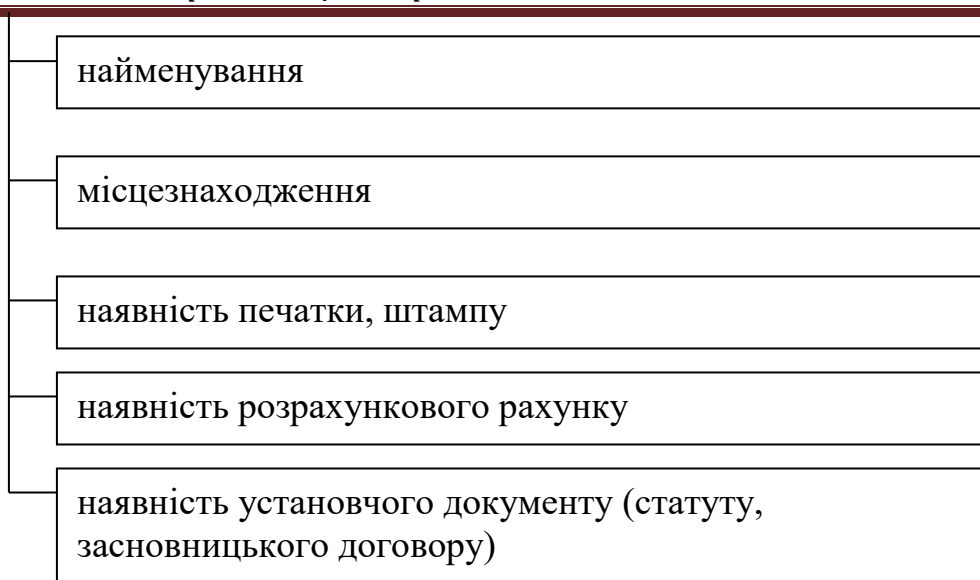 найменування
місцезнаходження
наявність печатки, штампу
наявність розрахункового рахунку
наявність установчого документу (статуту,
засновницького договору)